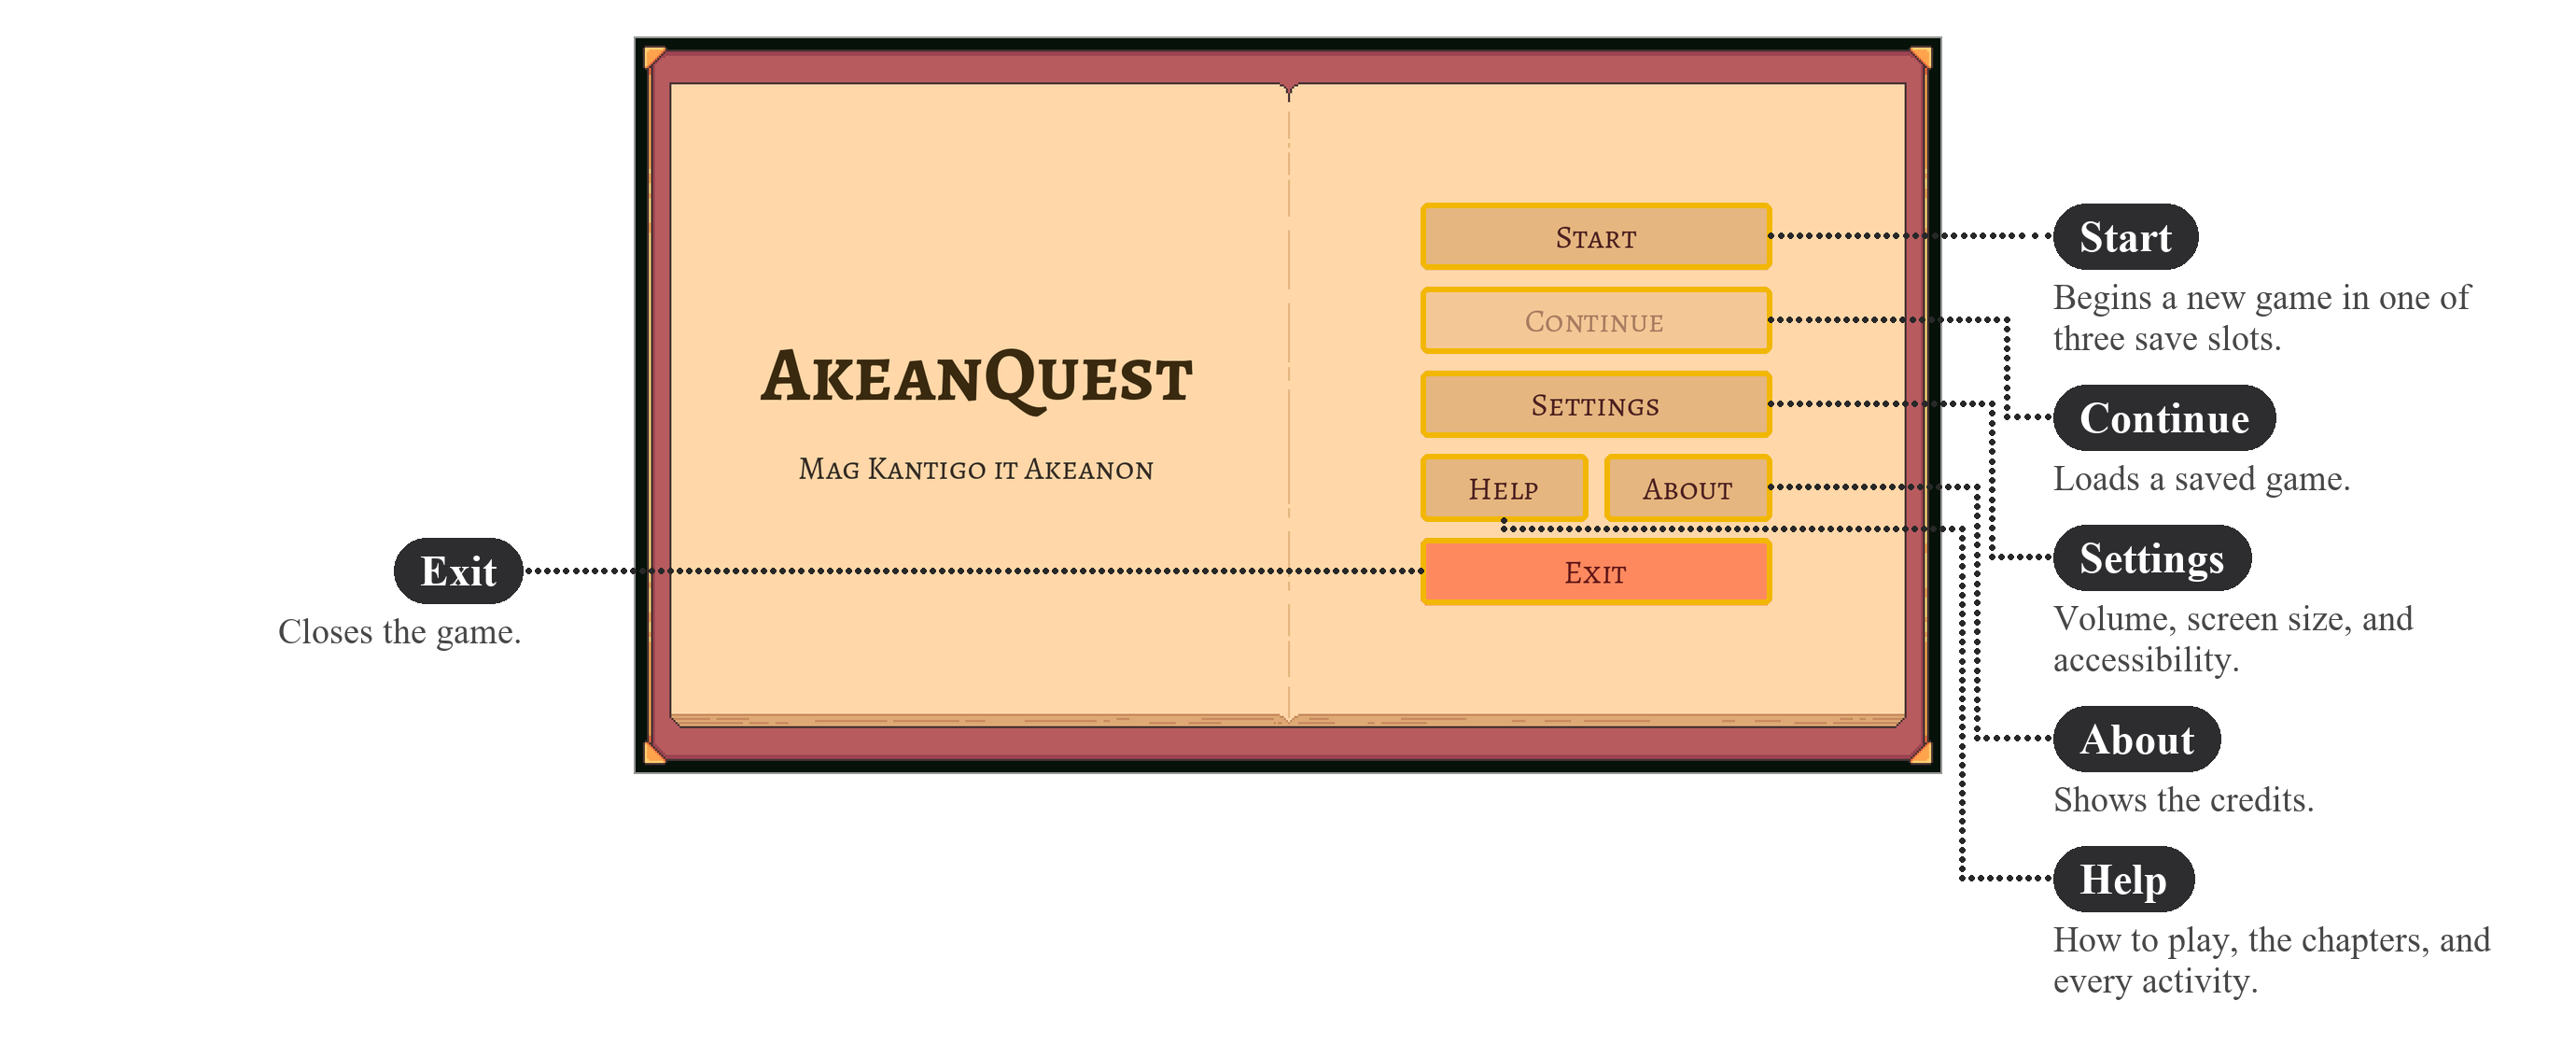 AkeanQuest
Mag Kantigo it Akeanon
Start
Continue
Settings
Help
About
Exit
Exit
Closes the game.
Start
Begins a new game in one of
three save slots.
Continue
Loads a saved game.
Settings
Volume, screen size, and
accessibility.
About
Shows the credits.
Help
How to play, the chapters, and
every activity.